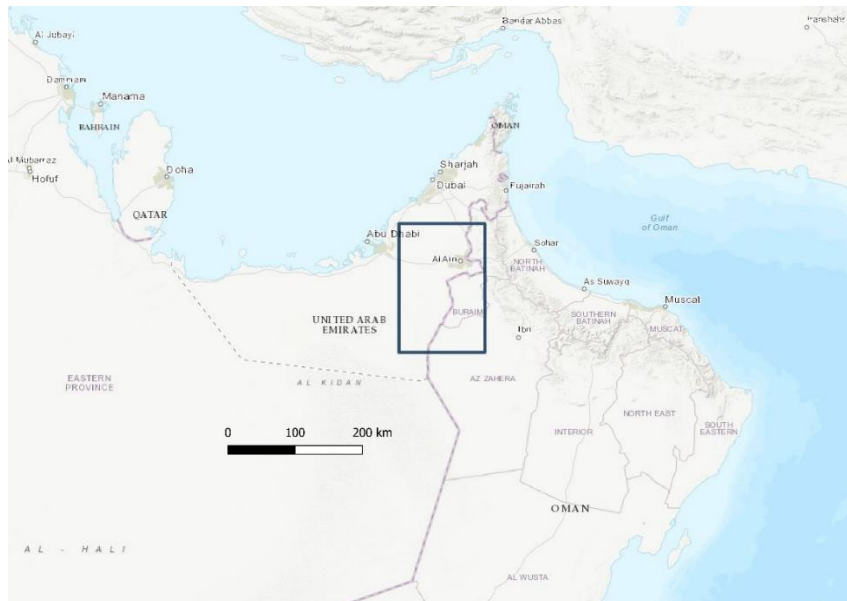 Bandar Abbas
Iranshahr
Al Jubayl
Dammam
Manama
BAHRAIN
OMAN
Al Mubarraz
Hofuf
Doha
Sharjah
Dubai
Fujairah
QATAR
Gulf
of Oman
Abu Dhabi
Sohar
Al Ain
NORTH
BATINAH
As Suwayq
Muscat
UNITED ARAB
EMIRATES
BURAIMI
SOUTHERN
BATINAH
MUSCAT
Ibri
EASTERN
PROVINCE
AL KIDAN
AZ ZAHERA
NORTH EAST
SOUTH
EASTERN
INTERIOR
0 100 200 km
OMAN
AL - HALI
AL WUSTA